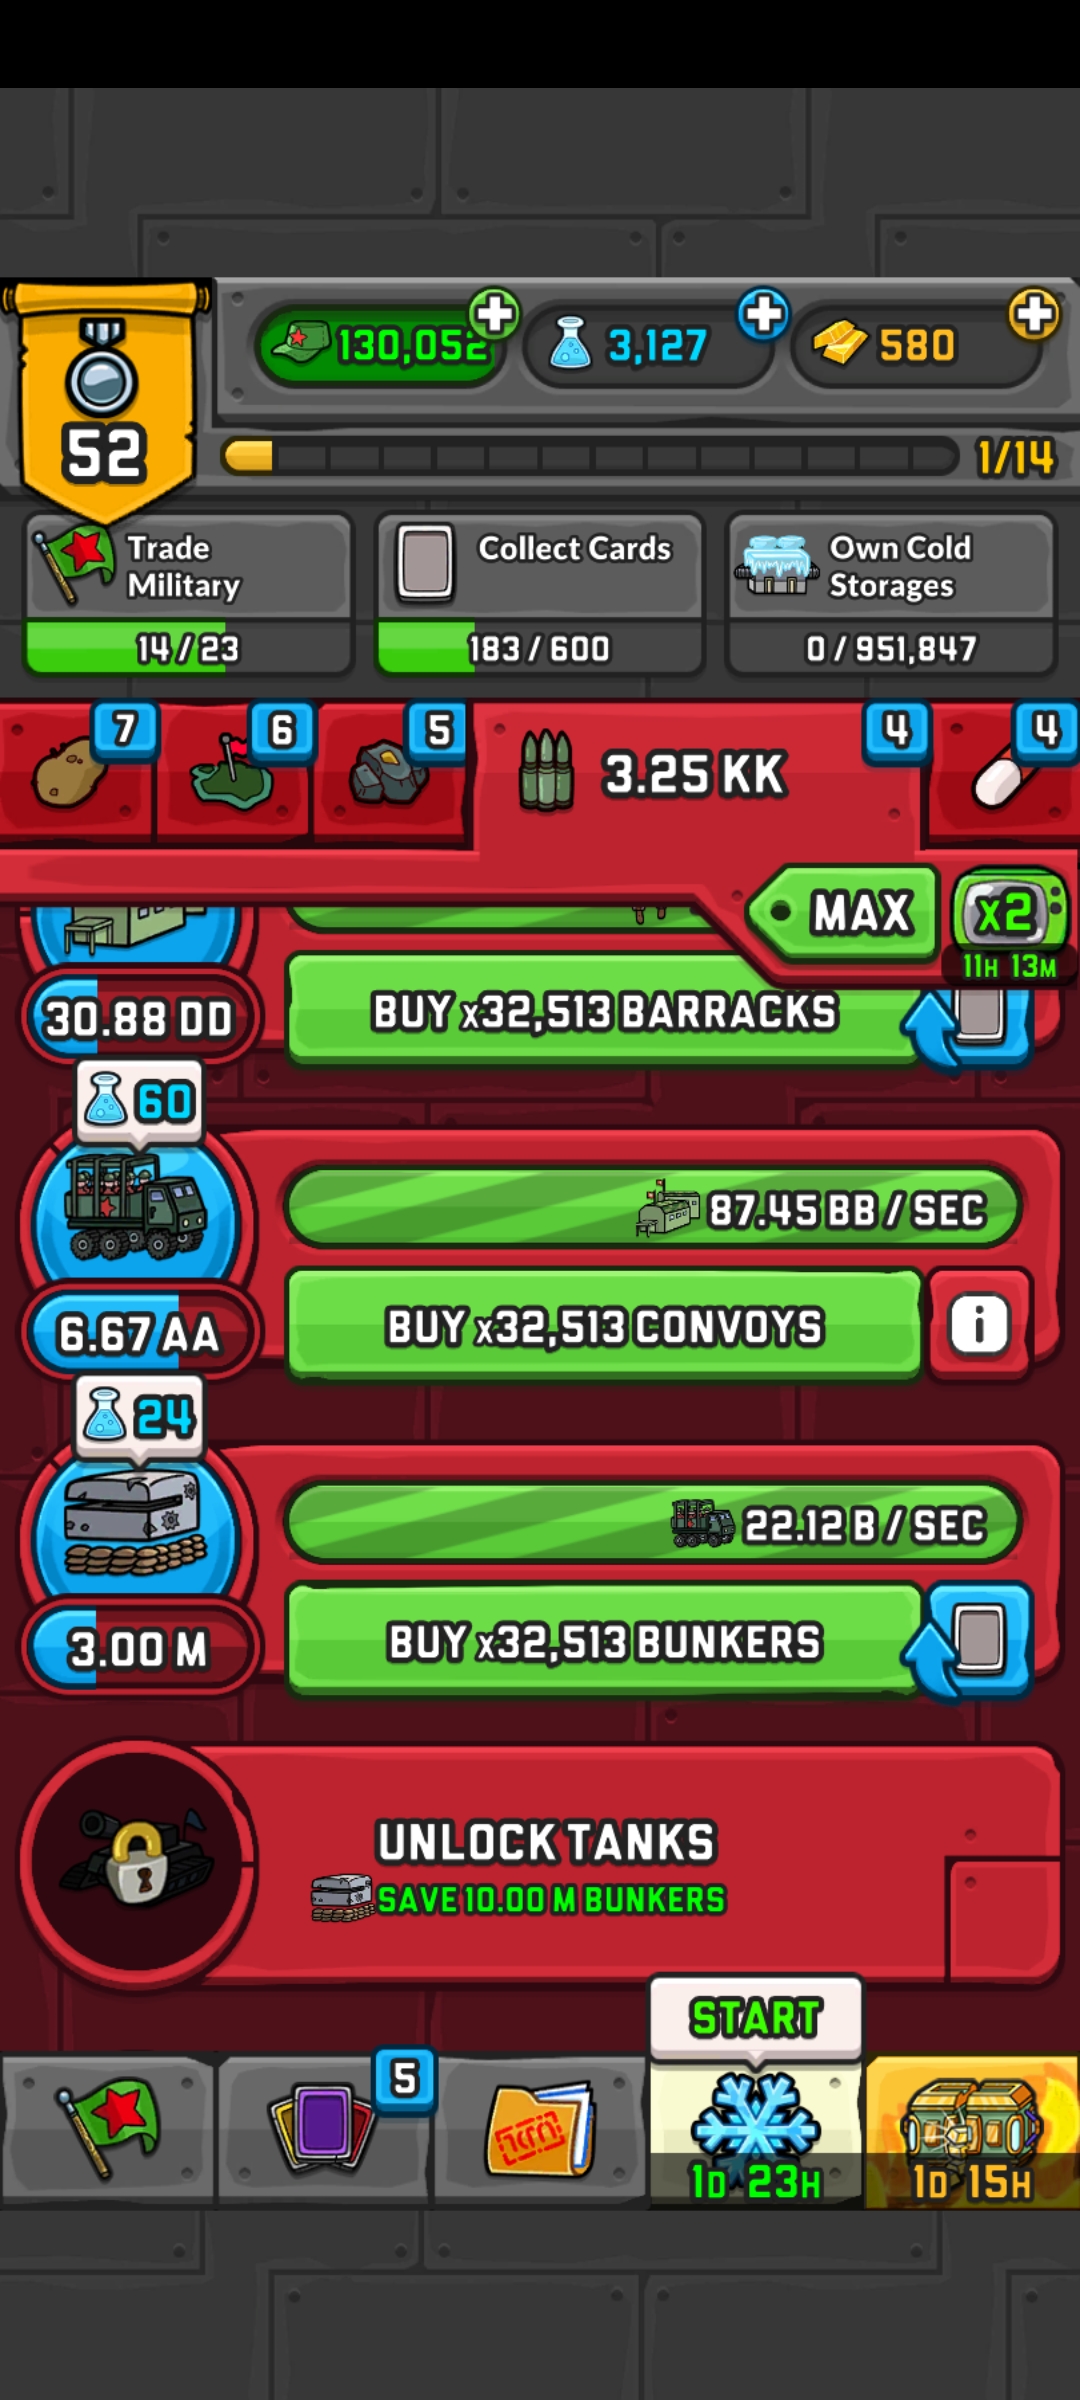 130,052
3,127
580
52
1/14
Trade
Military
14 / 23
Collect Cards
183 / 600
Own Cold
Storages
0 / 951,847
7
6
5
3.25 KK
4
4
MAX
x2
11H 13M
30.88 DD
BUY x32,513 BARRACKS
60
87.45 BB / SEC
6.67 AA
BUY x32,513 CONVOYS
i
24
22.12 B / SEC
3.00 M
BUY x32,513 BUNKERS
UNLOCK TANKS
SAVE 10.00 M BUNKERS
START
5
1D 23H
1D 15H